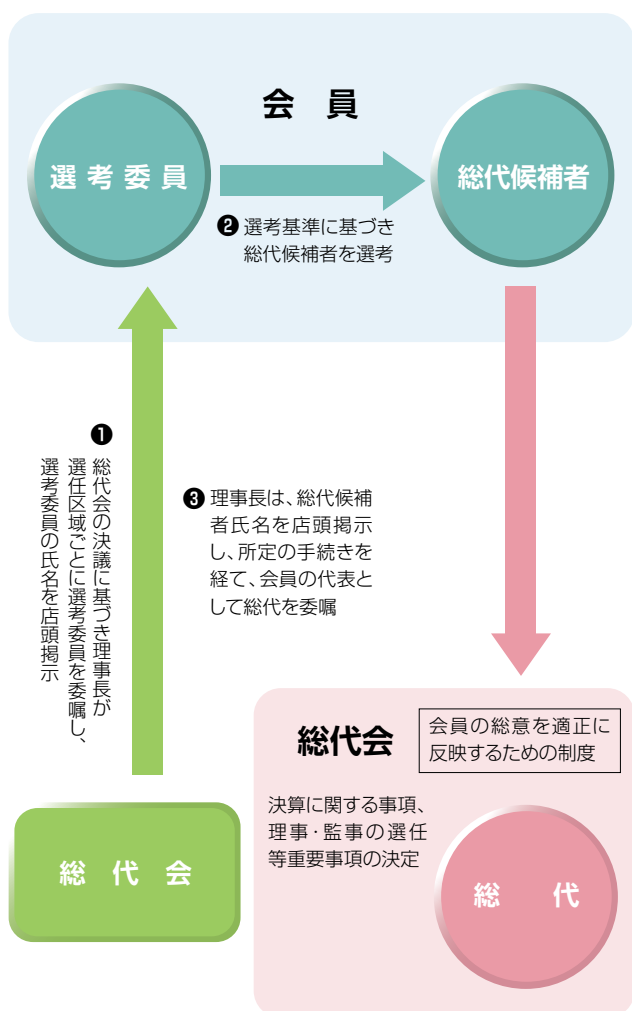 会 員
選考委員
総代候補者
❷選考基準に基づき
総代候補者を選考
❶
総代会の決議に基づき理事長が
選任区域ごとに選考委員を委嘱し、
選考委員の氏名を店頭掲示
❸理事長は、総代候補
者氏名を店頭掲示
し、所定の手続きを
経て、会員の代表と
して総代を委嘱
総代会
会員の総意を適正に
反映するための制度
決算に関する事項、
理事・監事の選任
等重要事項の決定
総 代 会
総 代